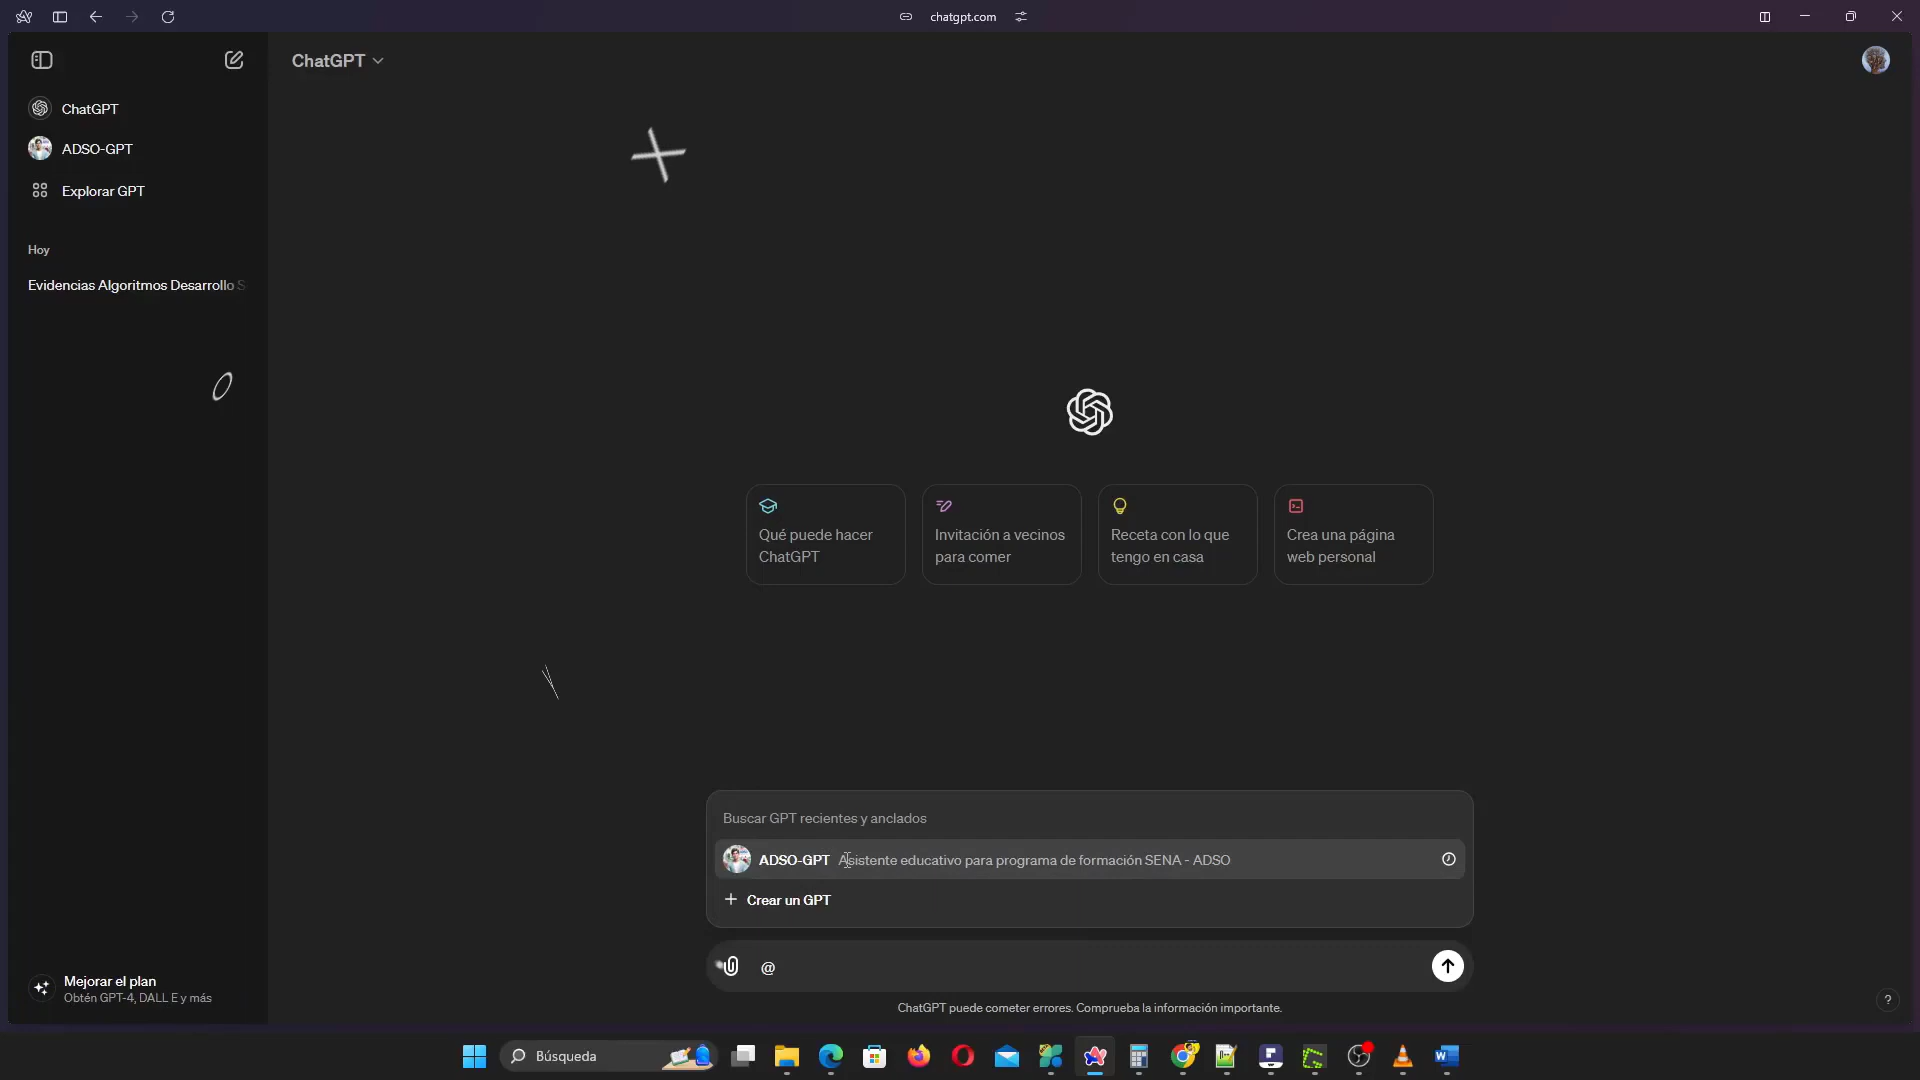 chatgpt.com
ChatGPT
ChatGPT
ADSO-GPT
Explorar GPT
Hoy
Evidencias Algoritmos Desarrollo S
Qué puede hacer
ChatGPT
Invitación a vecinos
para comer
Receta con lo que
tengo en casa
Crea una página
web personal
Buscar GPT recientes y anclados
ADSO-GPT Asistente educativo para programa de formación SENA - ADSO
Crear un GPT
@
Mejorar el plan
Obtén GPT-4, DALL E y más
ChatGPT puede cometer errores. Comprueba la información importante.
?
Búsqueda